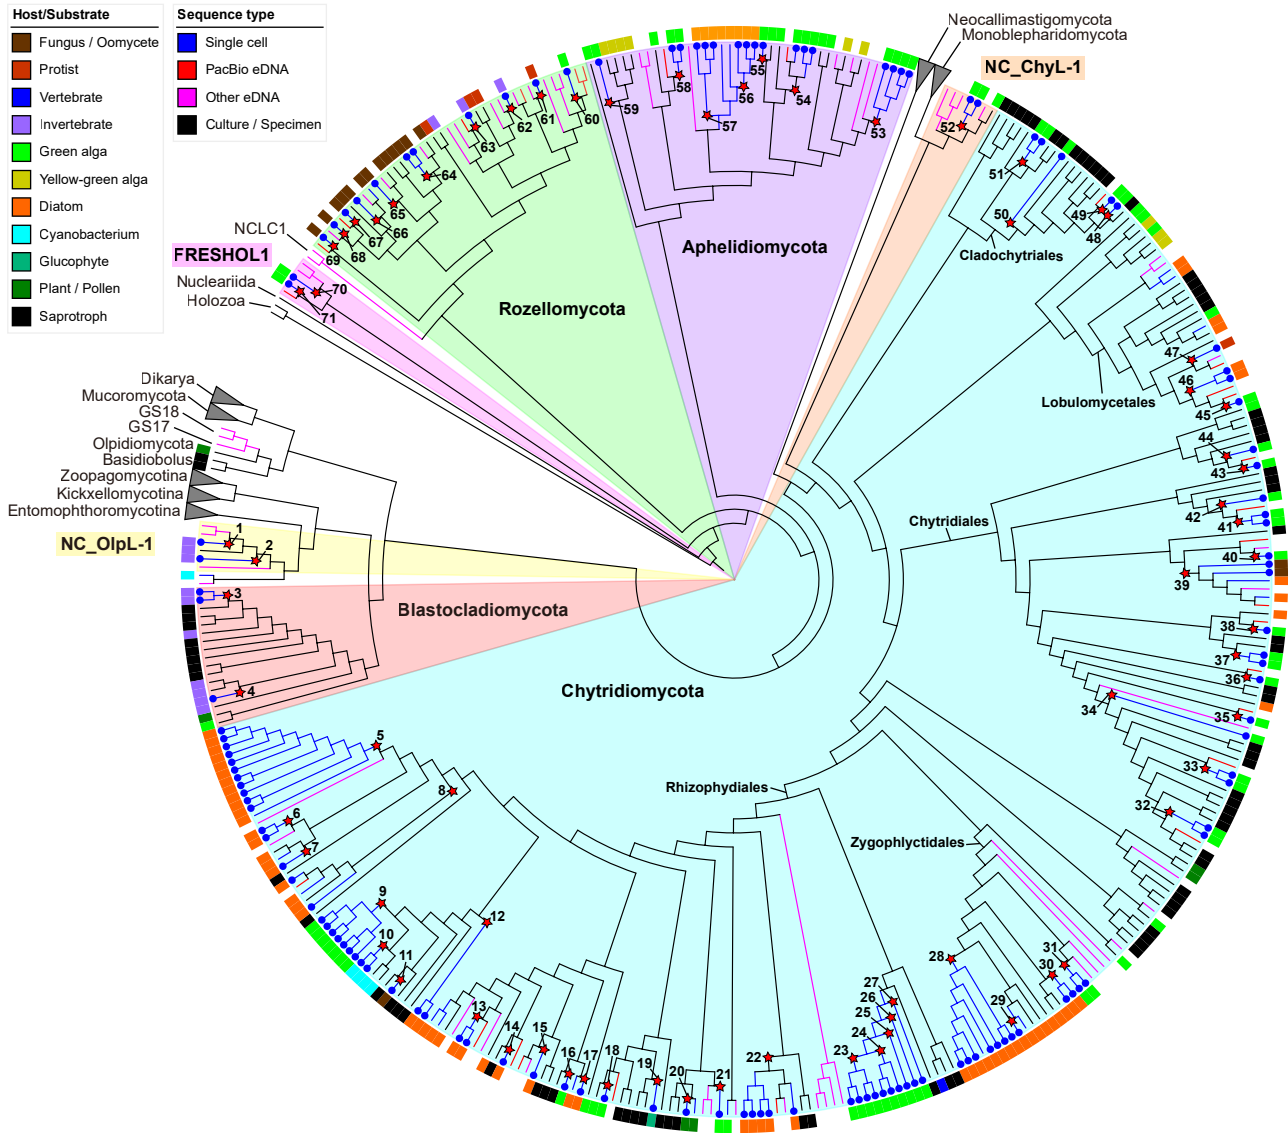 Host/Substrate
Fungus / Oomycete
Protist
Vertebrate
Invertebrate
Green alga
Yellow-green alga
Diatom
Cyanobacterium
Glucophyte
Plant / Pollen
Saprotroph
Sequence type
Single cell
PacBio eDNA
Other eDNA
Culture / Specimen
Neocallimastigomycota
Monoblepharidomycota
NC_ChyL-1
NCLC1
FRESHOL1
Nucleariida
Holozoa
Rozellomycota
Aphelidiomycota
Cladochytriales
Lobulomycetales
Chytridiales
Dikarya
Mucoromycota
GS18
GS17
Olpidiomycota
Basidiobolus
Zoopagomycotina
Kickxellomycotina
Entomophthoromycotina
NC_OlpL-1
Blastocladiomycota
Chytridiomycota
Rhizophydiales
Zygophlyctidales
1
2
3
4
5
6
7
8
9
10
11
12
13
14
15
16
17
18
19
20
21
22
23
24
25
26
27
28
29
30
31
32
33
34
35
36
37
38
39
40
41
42
43
44
45
46
47
48
49
50
51
52
53
54
55
56
57
58
59
60
61
62
63
64
65
66
67
68
69
70
71